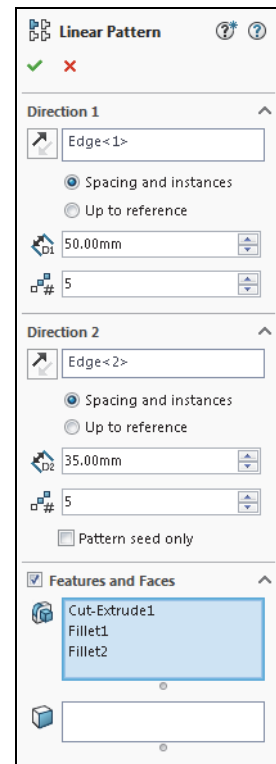 Linear Pattern
Direction 1
Edge<1>
Spacing and instances
Up to reference
D1 50.00mm
# 5
Direction 2
Edge<2>
Spacing and instances
Up to reference
D2 35.00mm
# 5
Pattern seed only
Features and Faces
Cut-Extrude1
Fillet1
Fillet2